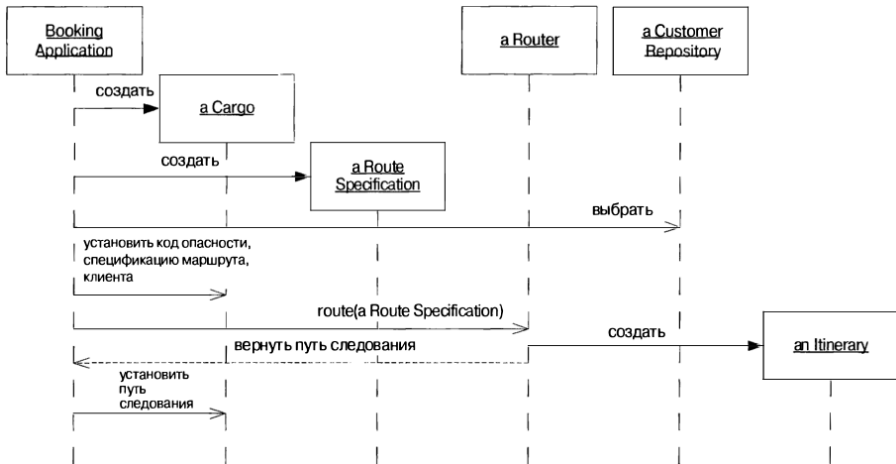 Booking
Application
a Router
a Customer
Repository
создать
a Cargo
создать
a Route
Specification
выбрать
установить код опасности,
спецификацию маршрута,
клиента
route(a Route Specification)
создать
вернуть путь следования
an Itinerary
установить
путь
следования